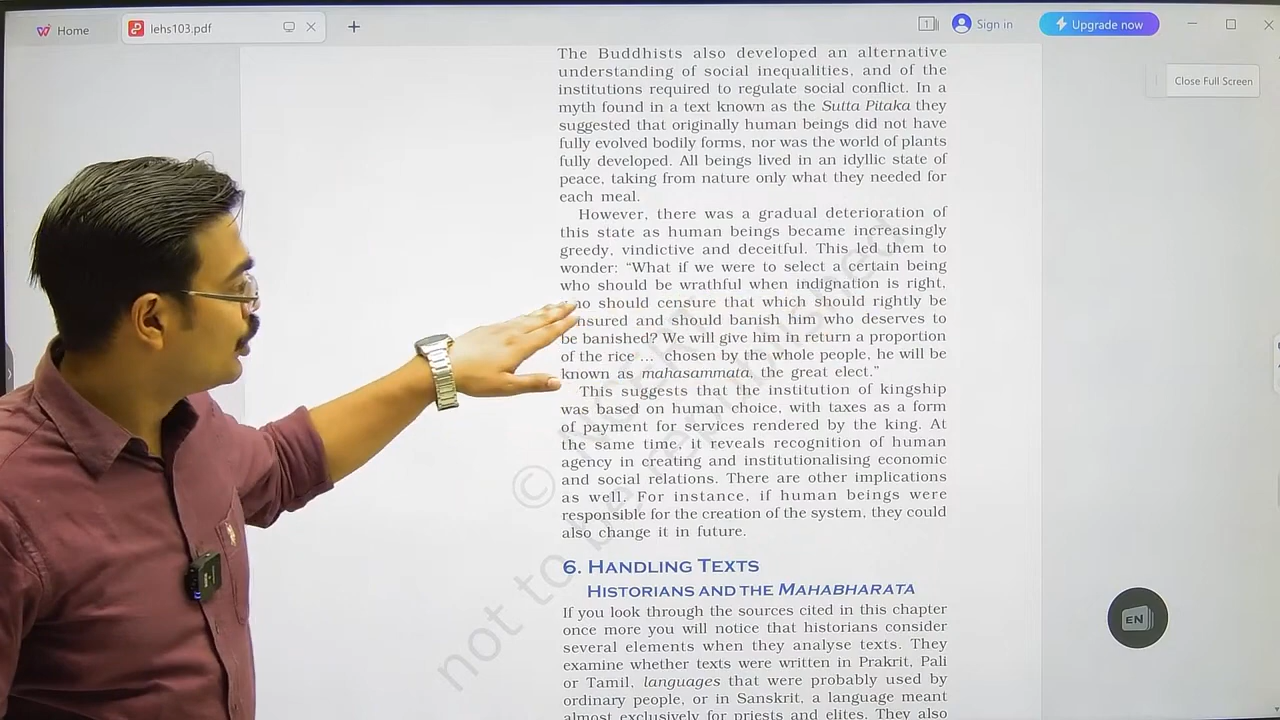 Home
lehs103.pdf
1
Sign in
Upgrade now
Close Full Screen
The Buddhists also developed an alternative
understanding of social inequalities, and of the
institutions required to regulate social conflict. In a
myth found in a text known as the Sutta Pitaka they
suggested that originally human beings did not have
fully evolved bodily forms, nor was the world of plants
fully developed. All beings lived in an idyllic state of
peace, taking from nature only what they needed for
each meal.
However, there was a gradual deterioration of
this state as human beings became increasingly
greedy, vindictive and deceitful. This led them to
wonder: “What if we were to select a certain being
who should be wrathful when indignation is right,
should censure that which should rightly be
and should banish him who deserves to
be banished? We will give him in return a proportion
of the rice ... chosen by the whole people, he will be
known as mahasammata, the great elect.”
This suggests that the institution of kingship
was based on human choice, with taxes as a form
of payment for services rendered by the king. At
the same time, it reveals recognition of human
agency in creating and institutionalising economic
and social relations. There are other implications
as well. For instance, if human beings were
responsible for the creation of the system, they could
also change it in future.
6. HANDLING TEXTS
HISTORIANS AND THE MAHABHARATA
If you look through the sources cited in this chapter
once more you will notice that historians consider
several elements when they analyse texts. They
examine whether texts were written in Prakrit, Pali
or Tamil, languages that were probably used by
ordinary people, or in Sanskrit, a language meant
almost exclusively for priests and elites. They also
EN
not to be